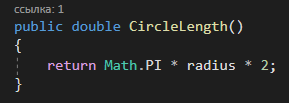 ссылка: 1
public double CircleLength()
{
return Math.PI * radius * 2;
}